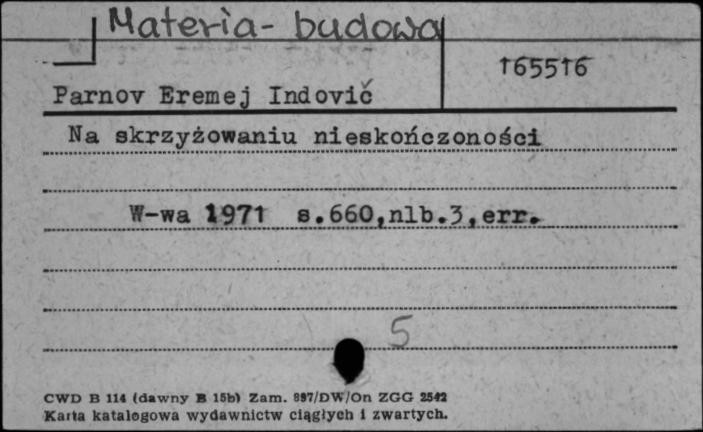 Materia- budowa
165516
Parnov Eremej Indovič
Na skrzyżowaniu nieskończoności
W-wa 1971 s.660,nlb.3,err.
5
CWD B 114 (dawny B 15b) Zam. 897/DW/On ZGG 2542
Karta katalogowa wydawnictw ciągłych i zwartych.